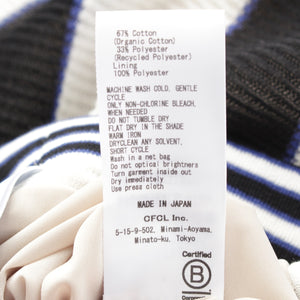 67% Cotton
(Organic Cotton)
33% Polyester
(Recycled Polyester)
Lining
100% Polyester
MACHINE WASH COLD, GENTLE
CYCLE
ONLY NON-CHLORINE BLEACH,
WHEN NEEDED
DO NOT TUMBLE DRY
FLAT DRY IN THE SHADE
WARM IRON
DRYCLEAN ANY SOLVENT,
SHORT CYCLE
Wash in a net bag
Do not optical brightners
Turn garment inside out
Dry immediately
Use press cloth
MADE IN JAPAN
CFCL Inc.
5-15-9-502, Minami-Aoyama,
Minato-ku, Tokyo
Certified
B